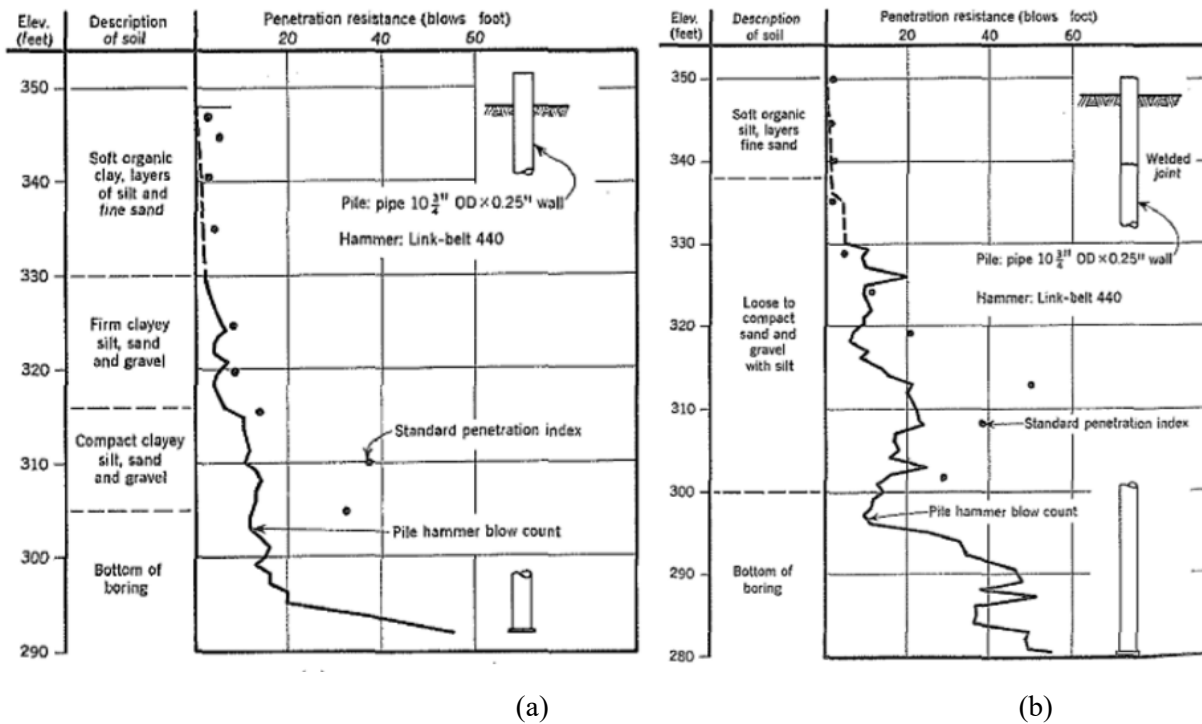 Elev.
(feet)
Description
of soil
Penetration resistance (blows foot)
20
40
60
350
340
330
320
310
300
290
Soft organic
clay, layers
of silt and
fine sand
Firm clayey
silt, sand
and gravel
Compact clayey
silt, sand
and gravel
Bottom of
boring
Pile: pipe 10 3/4" OD×0.25" wall
Hammer: Link-belt 440
Standard penetration index
Pile hammer blow count
(a)
Elev.
(feet)
Description
of soil
Penetration resistance (blows foot)
20
40
60
350
340
330
320
310
300
290
280
Soft organic
silt, layers
fine sand
Loose to
compact
sand and
gravel
with silt
Bottom of
boring
Welded
joint
Pile: pipe 10 3/4" OD×0.25" wall
Hammer: Link-belt 440
Standard penetration index
Pile hammer blow count
(b)